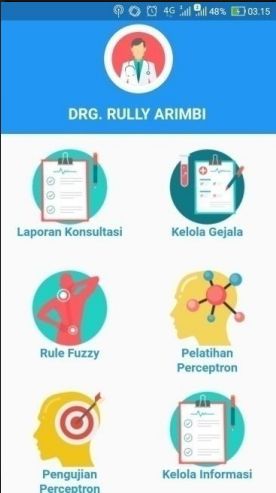 4G 48% 03.15
DRG. RULLY ARIMBI
Laporan Konsultasi
Kelola Gejala
Rule Fuzzy
Pelatihan
Perceptron
Pengujian
Perceptron
Kelola Informasi